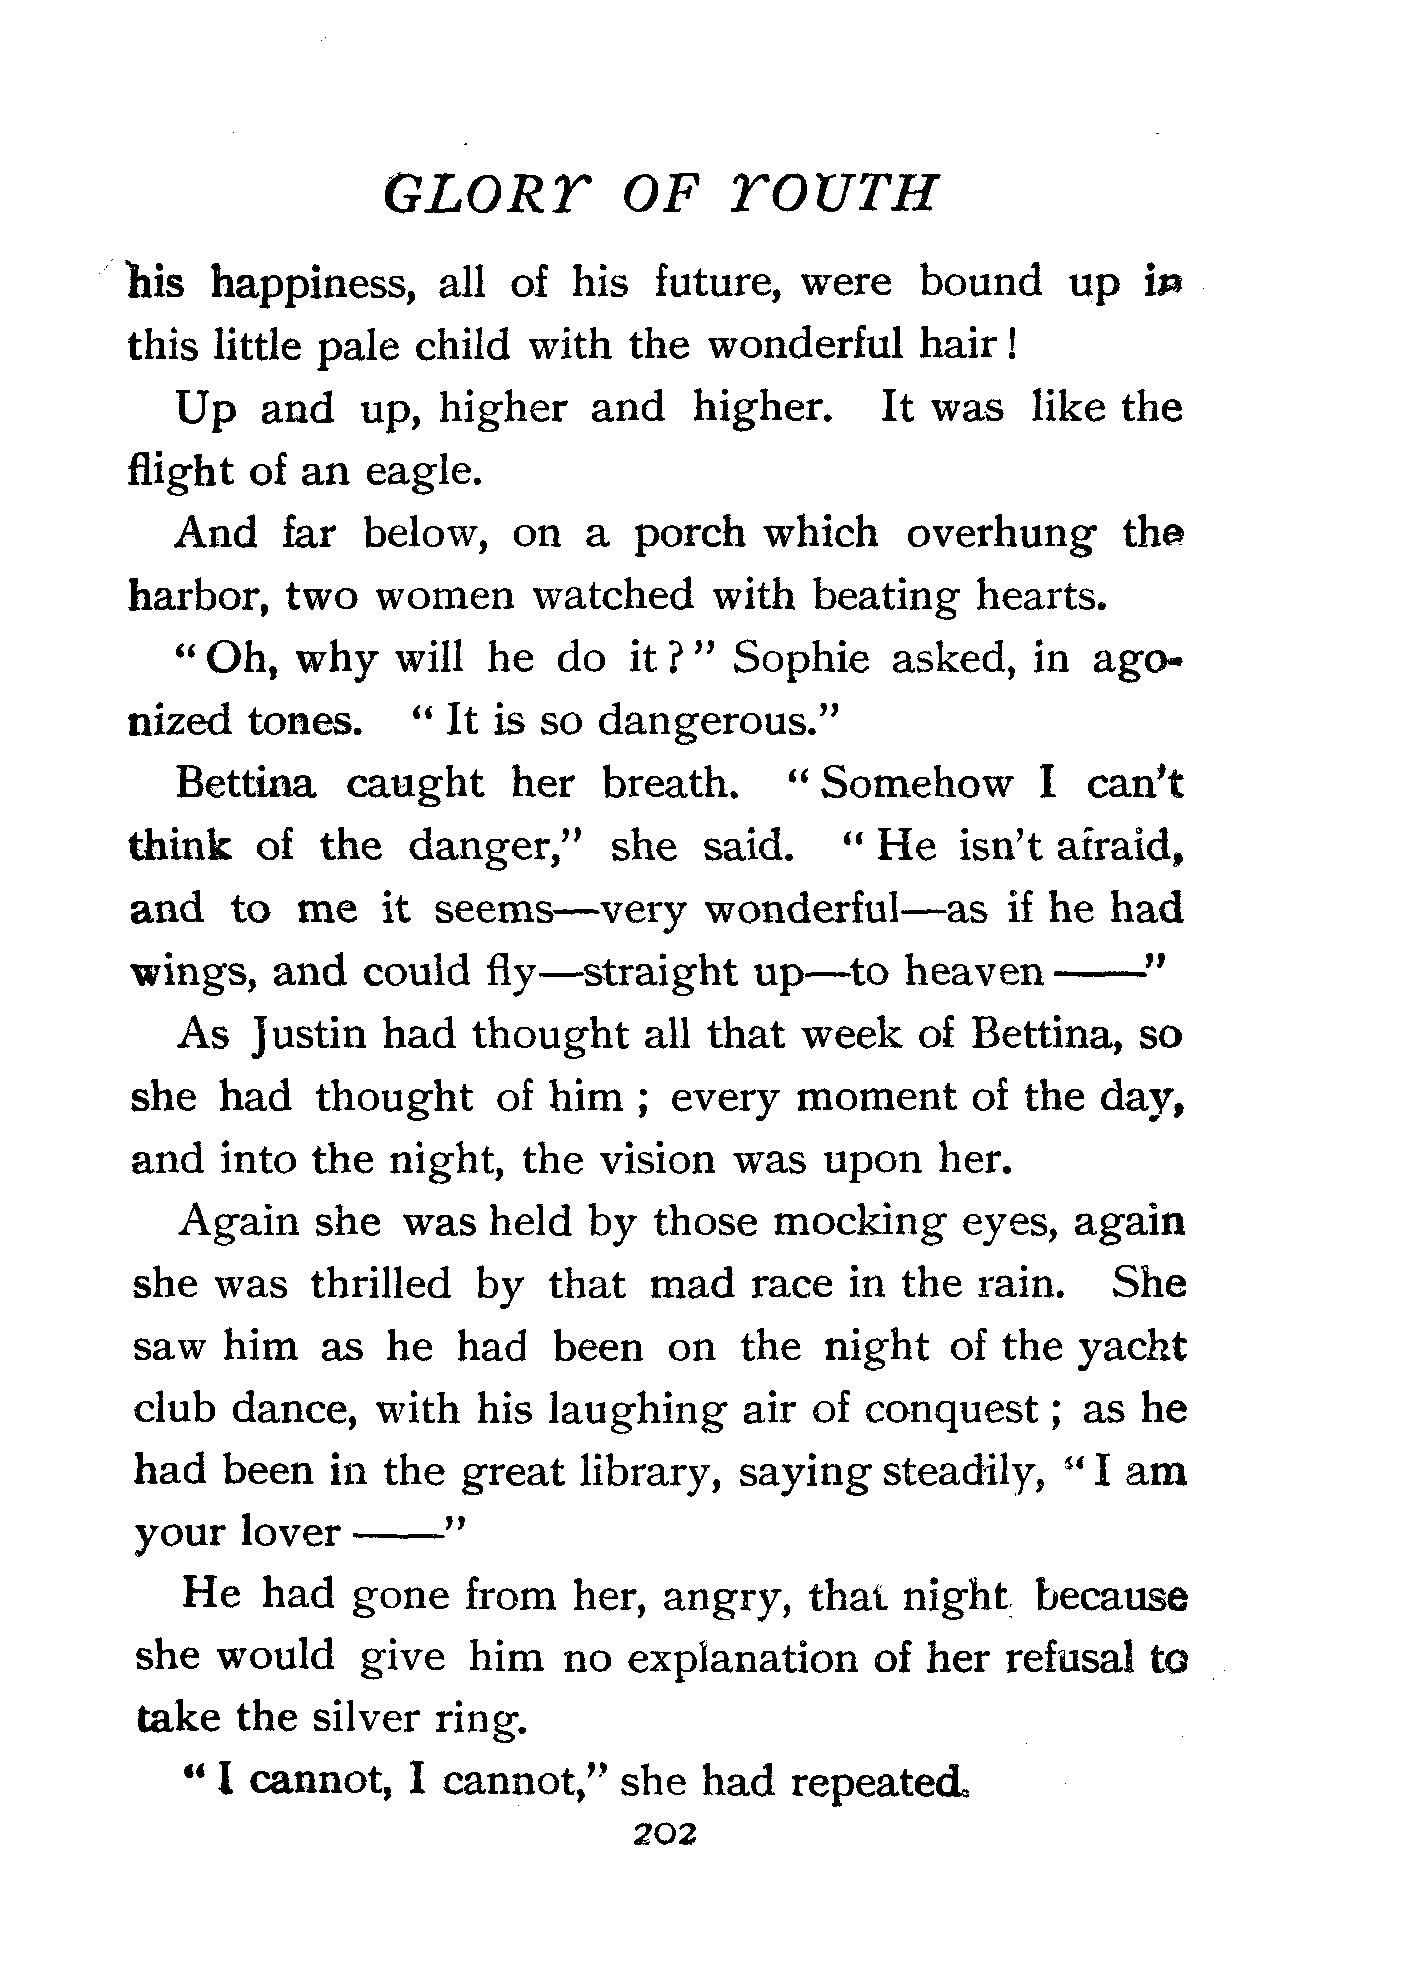 GLORY OF YOUTH
his happiness, all of his future, were bound up in
this little pale child with the wonderful hair!
Up and up, higher and higher. It was like the
flight of an eagle.
And far below, on a porch which overhung the
harbor, two women watched with beating hearts.
"Oh, why will he do it?" Sophie asked, in ago-
nized tones. "It is so dangerous."
Bettina caught her breath. "Somehow I can't
think of the danger," she said. "He isn't afraid,
and to me it seems—very wonderful—as if he had
wings, and could fly—straight up—to heaven ——"
As Justin had thought all that week of Bettina, so
she had thought of him; every moment of the day,
and into the night, the vision was upon her.
Again she was held by those mocking eyes, again
she was thrilled by that mad race in the rain. She
saw him as he had been on the night of the yacht
club dance, with his laughing air of conquest; as he
had been in the great library, saying steadily, "I am
your lover ——"
He had gone from her, angry, that night because
she would give him no explanation of her refusal to
take the silver ring.
"I cannot, I cannot," she had repeated.
202